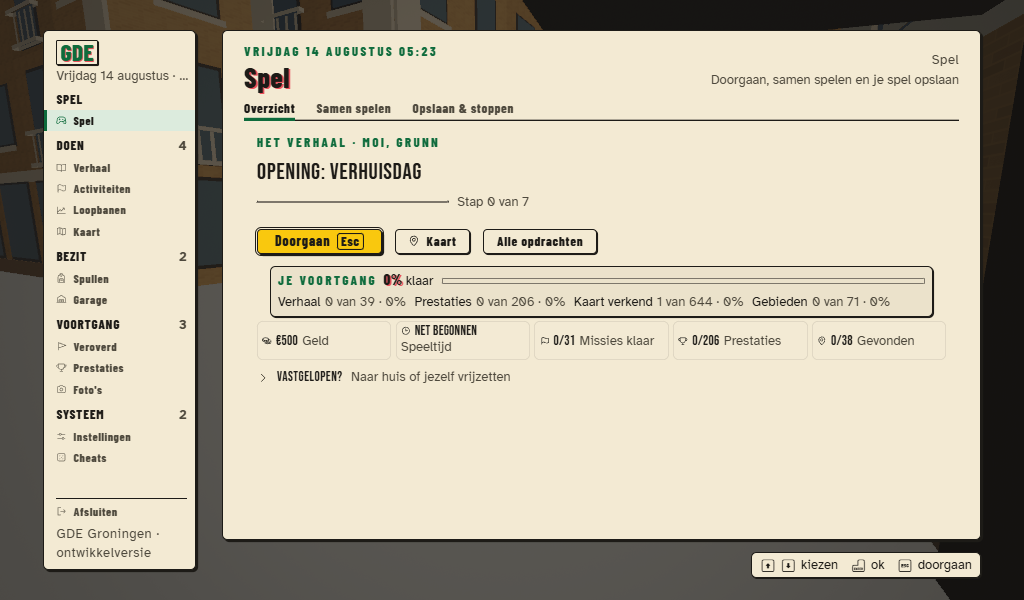 GDE
Vrijdag 14 augustus · ...
SPEL
Spel
DOEN 4
Verhaal
Activiteiten
Loopbanen
Kaart
BEZIT 2
Spullen
Garage
VOORTGANG 3
Veroverd
Prestaties
Foto's
SYSTEEM 2
Instellingen
Cheats
Afsluiten
GDE Groningen ·
ontwikkelversie
VRIJDAG 14 AUGUSTUS 05:23
Spel
Spel
Doorgaan, samen spelen en je spel opslaan
Overzicht Samen spelen Opslaan & stoppen
HET VERHAAL · MOI, GRUNN
OPENING: VERHUISDAG
Stap 0 van 7
Doorgaan Esc Kaart Alle opdrachten
JE VOORTGANG 0% klaar
Verhaal 0 van 39 · 0% Prestaties 0 van 206 · 0% Kaart verkend 1 van 644 · 0% Gebieden 0 van 71 · 0%
€500 Geld
NET BEGONNEN
Speeltijd
0/31 Missies klaar
0/206 Prestaties
0/38 Gevonden
VASTGELOPEN? Naar huis of jezelf vrijzetten
kiezen ok doorgaan